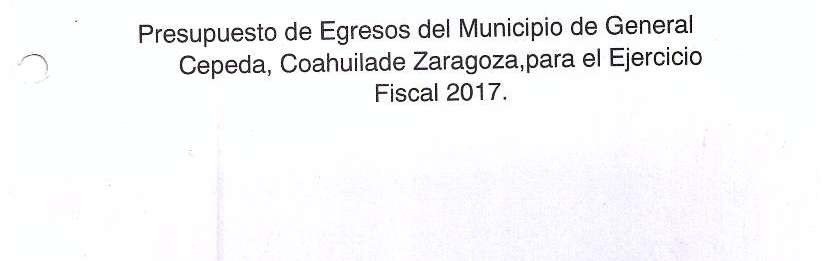 Presupuesto de Egresos del Municipio de General
Cepeda, Coahuilade Zaragoza,para el Ejercicio
Fiscal 2017.